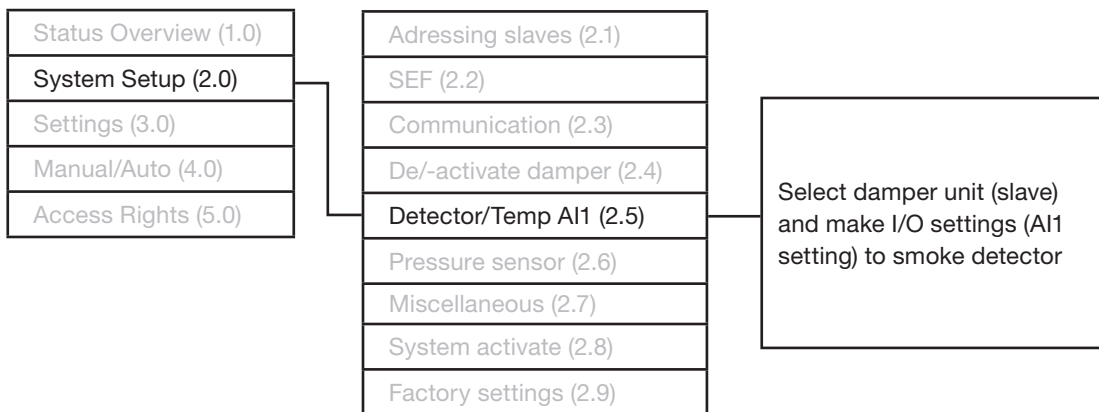 Status Overview (1.0)
System Setup (2.0)
Settings (3.0)
Manual/Auto (4.0)
Access Rights (5.0)
Adressing slaves (2.1)
SEF (2.2)
Communication (2.3)
De/-activate damper (2.4)
Detector/Temp AI1 (2.5)
Pressure sensor (2.6)
Miscellaneous (2.7)
System activate (2.8)
Factory settings (2.9)
Select damper unit (slave)
and make I/O settings (AI1
setting) to smoke detector